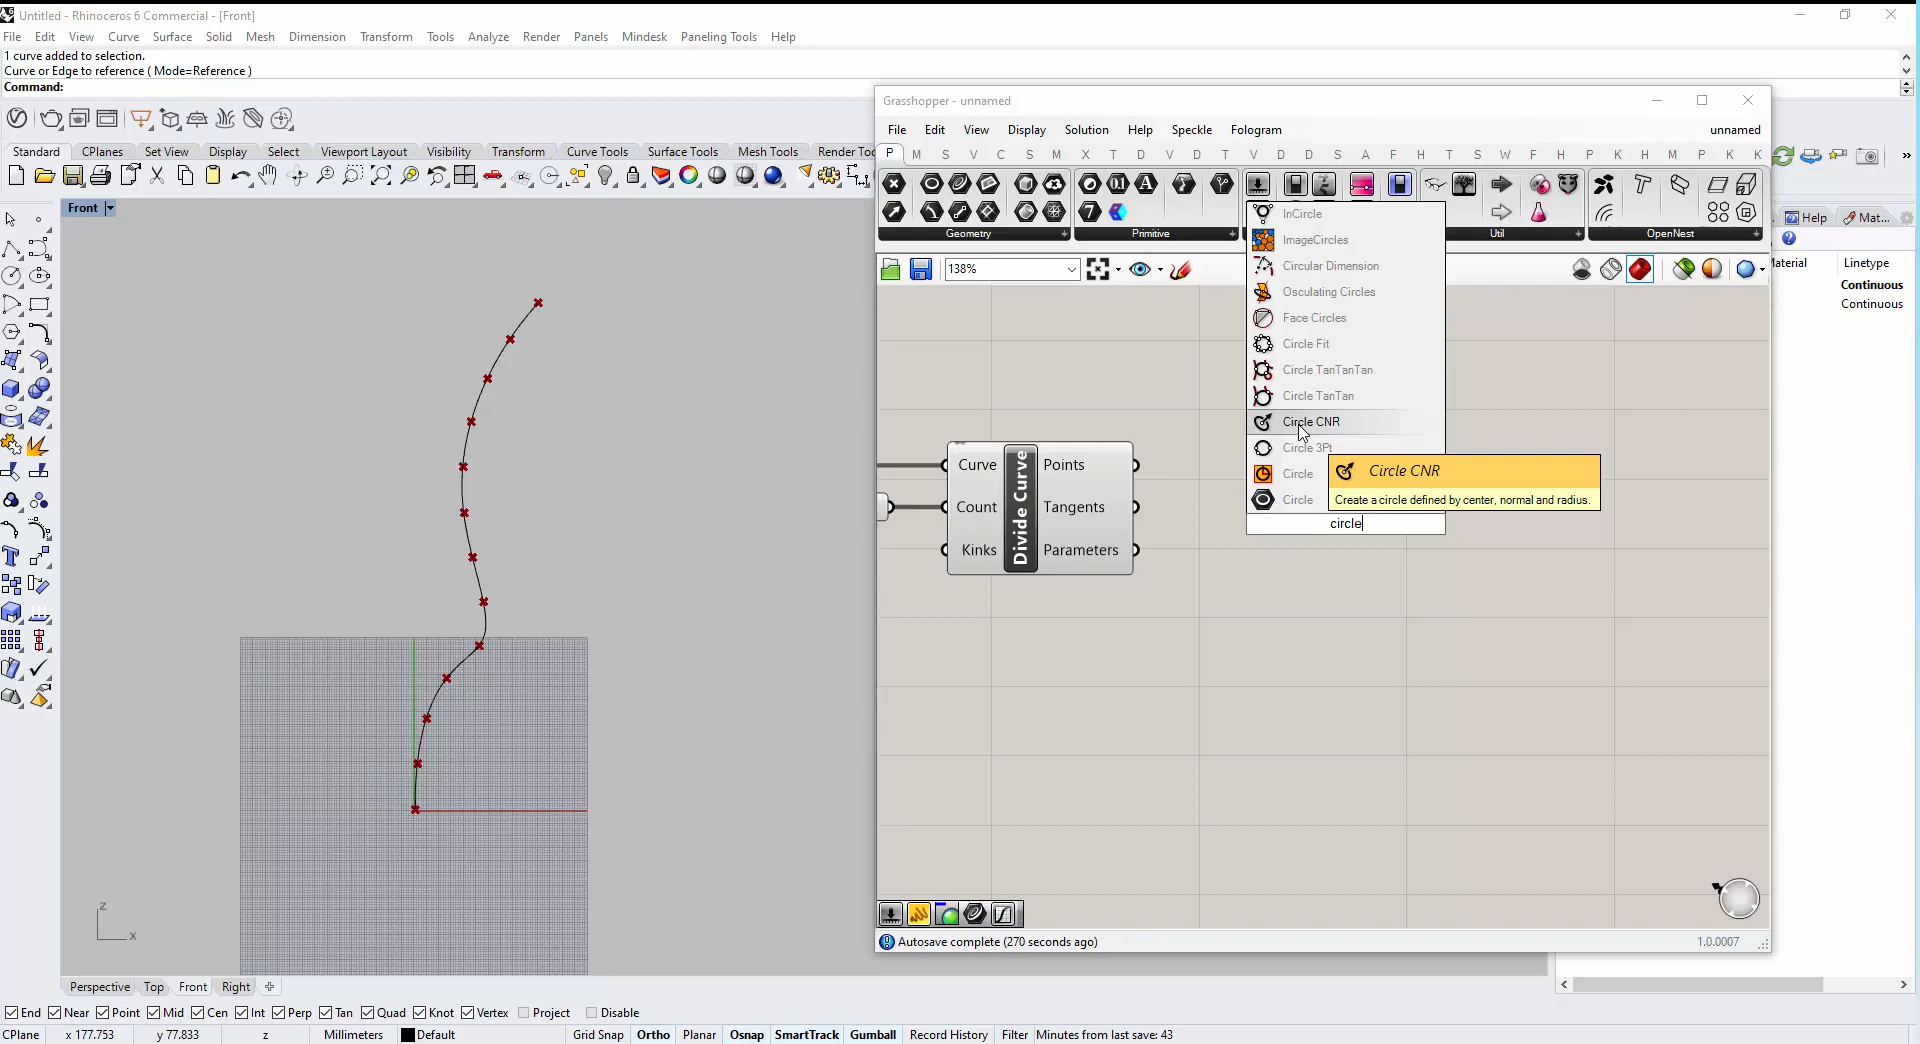 Untitled - Rhinoceros 6 Commercial - [Front]
File Edit View Curve Surface Solid Mesh Dimension Transform Tools Analyze Render Panels Mindesk Paneling Tools Help
1 curve added to selection.
Curve or Edge to reference ( Mode=Reference )
Command:
Standard CPlanes Set View Display Select Viewport Layout Visibility Transform Curve Tools Surface Tools Mesh Tools Render Too
Front
Grasshopper - unnamed
File Edit View Display Solution Help Speckle Fologram unnamed
P M S V C S M X T D V D T V D D S A F H T S W F H P K H M P K K
Geometry Primitive Util OpenNest
138%
InCircle
ImageCircles
Circular Dimension
Osculating Circles
Face Circles
Circle Fit
Circle TanTanTan
Circle TanTan
Circle CNR
Circle 3Pt
Circle
Circle
circle
Circle CNR
Create a circle defined by center, normal and radius.
Curve Points
Count Tangents
Kinks Parameters
Divide Curve
Autosave complete (270 seconds ago) 1.0.0007
Help Mat...
Material Linetype
Continuous
Continuous
z
x
Perspective Top Front Right
End Near Point Mid Cen Int Perp Tan Quad Knot Vertex Project Disable
CPlane x 177.753 y 77.833 z Millimeters Default Grid Snap Ortho Planar Osnap SmartTrack Gumball Record History Filter Minutes from last save: 43